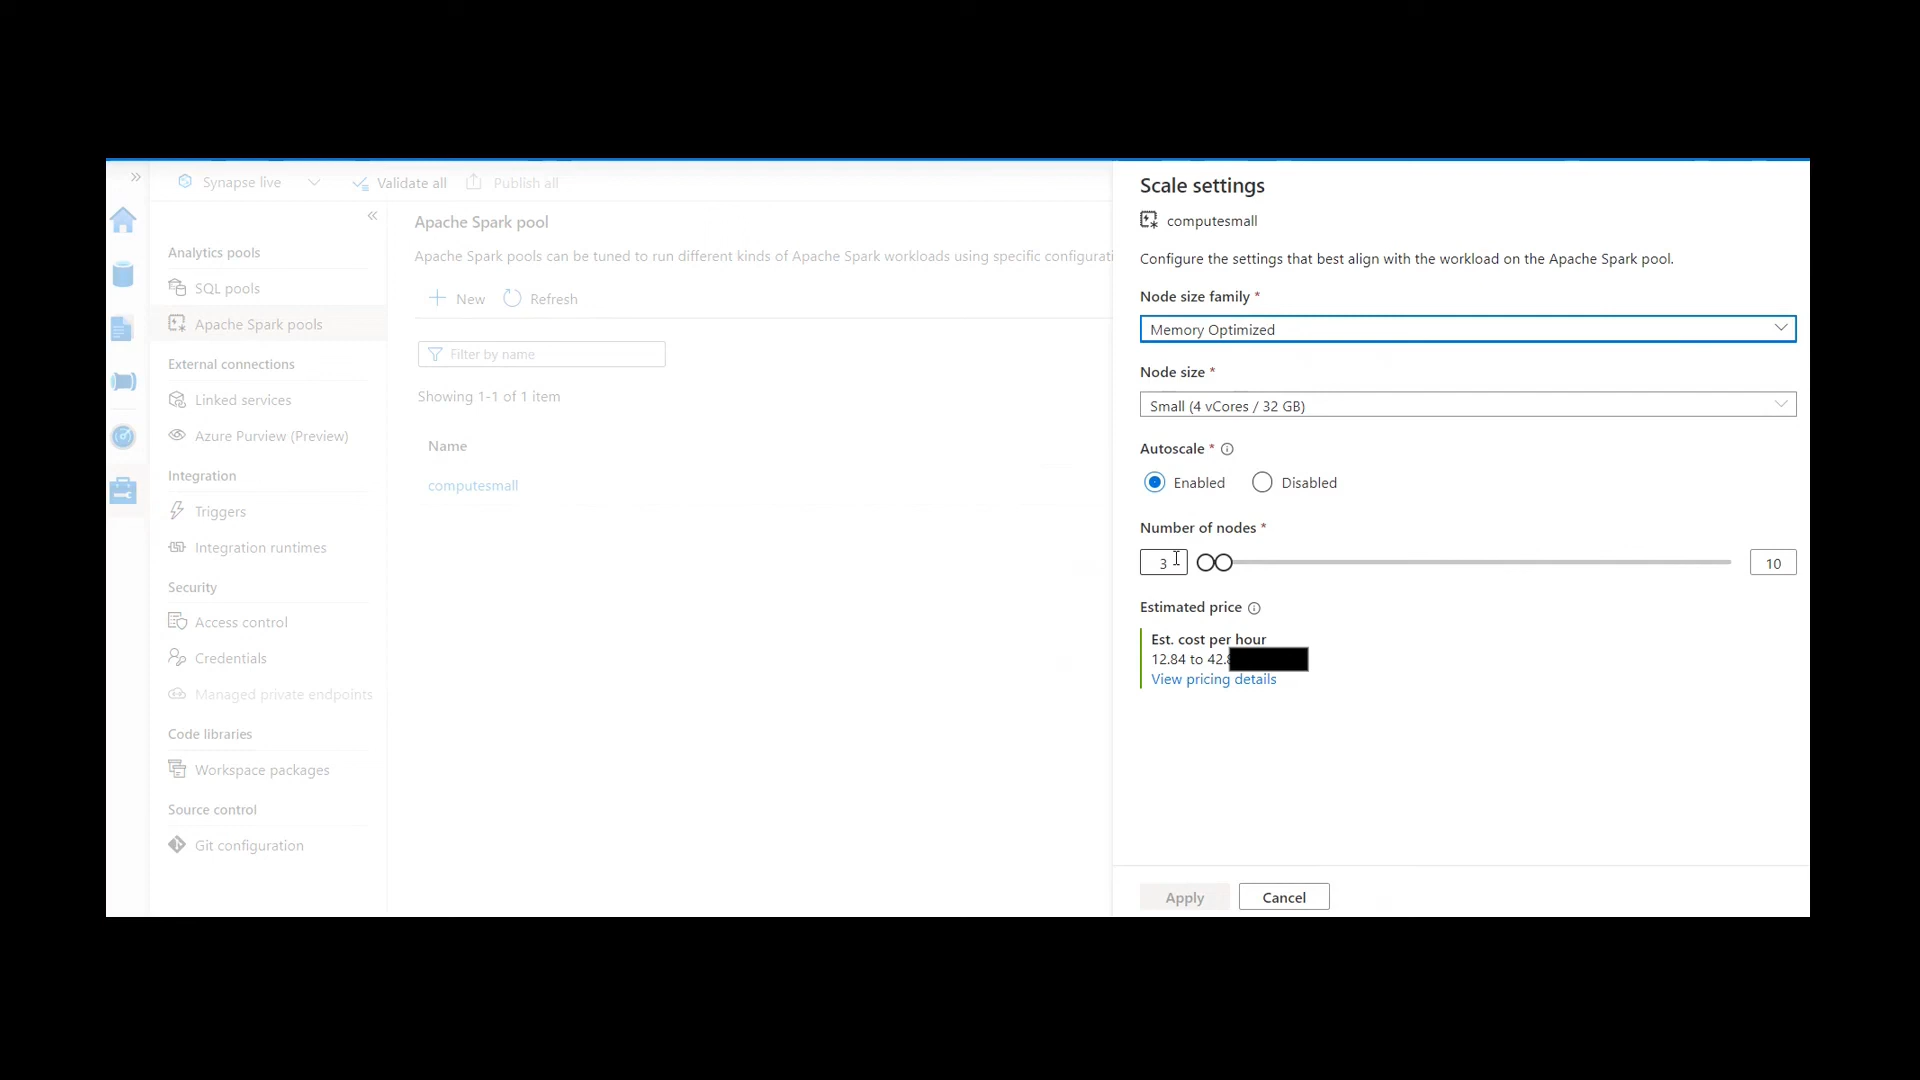 Synapse live
Validate all
Publish all
Analytics pools
SQL pools
Apache Spark pools
External connections
Linked services
Azure Purview (Preview)
Integration
Triggers
Integration runtimes
Security
Access control
Credentials
Managed private endpoints
Code libraries
Workspace packages
Source control
Git configuration
Apache Spark pool
Apache Spark pools can be tuned to run different kinds of Apache Spark workloads using specific configurati
New
Refresh
Filter by name
Showing 1-1 of 1 item
Name
computesmall
Scale settings
computesmall
Configure the settings that best align with the workload on the Apache Spark pool.
Node size family *
Memory Optimized
Node size *
Small (4 vCores / 32 GB)
Autoscale *
Enabled
Disabled
Number of nodes *
3
10
Estimated price
Est. cost per hour
12.84 to 42.
View pricing details
Apply
Cancel